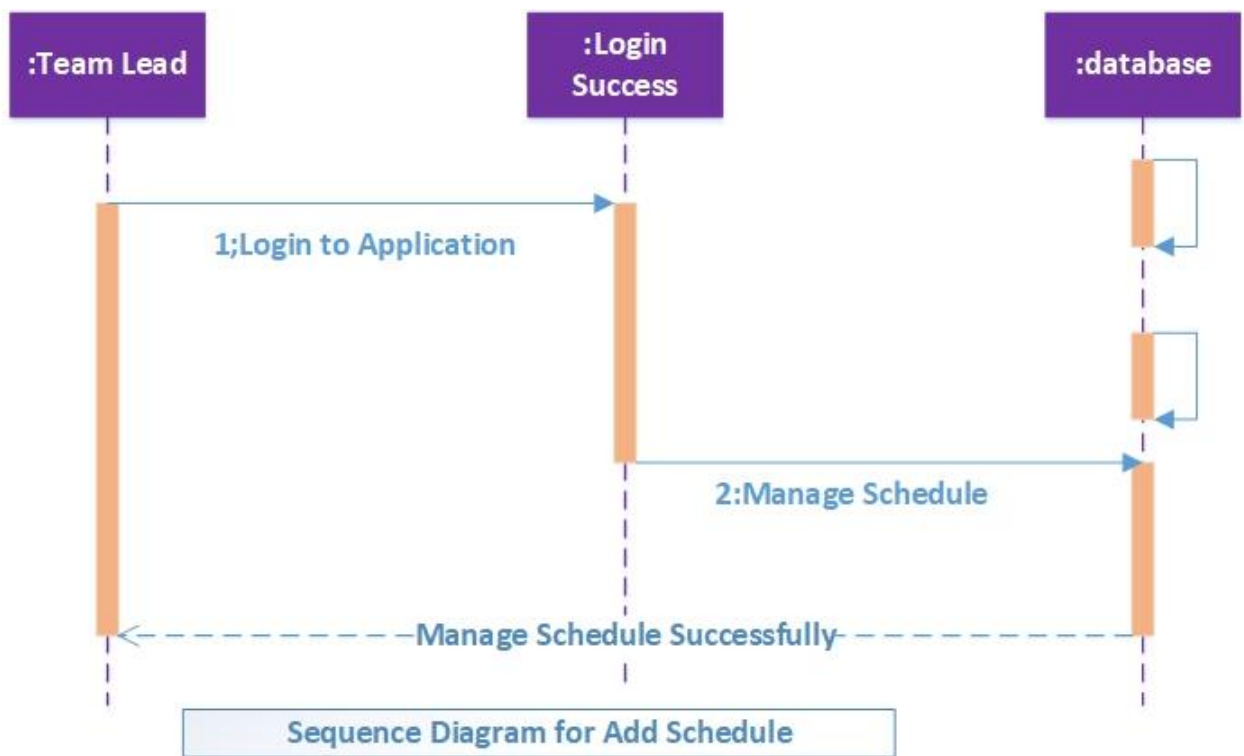 :Team Lead
:Login
Success
:database
1;Login to Application
2:Manage Schedule
Manage Schedule Successfully
Sequence Diagram for Add Schedule